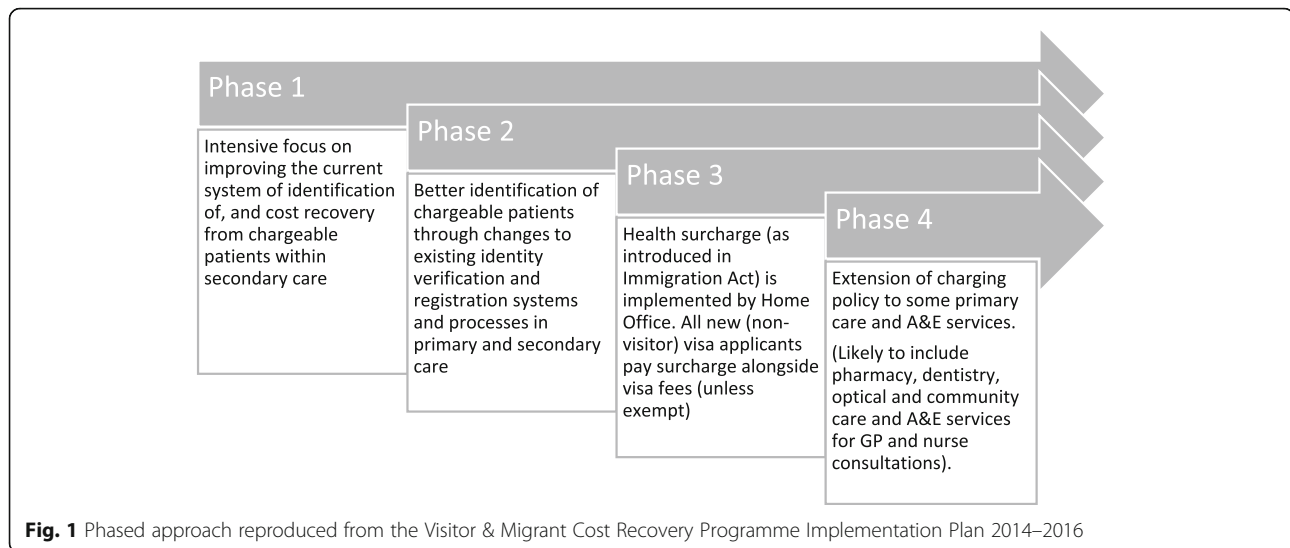 Phase 1
Intensive focus on
improving the current
system of identification
of, and cost recovery
from chargeable
patients within
secondary care
Phase 2
Better identification of
chargeable patients
through changes to
existing identity
verification and
registration systems
and processes in
primary and secondary
care
Phase 3
Health surcharge (as
introduced in
Immigration Act) is
implemented by Home
Office. All new (non-
visitor) visa applicants
pay surcharge alongside
visa fees (unless
exempt)
Phase 4
Extension of charging
policy to some primary
care and A&E services.
(Likely to include
pharmacy, dentistry,
optical and community
care and A&E services
for GP and nurse
consultations).
Fig. 1 Phased approach reproduced from the Visitor & Migrant Cost Recovery Programme Implementation Plan 2014–2016